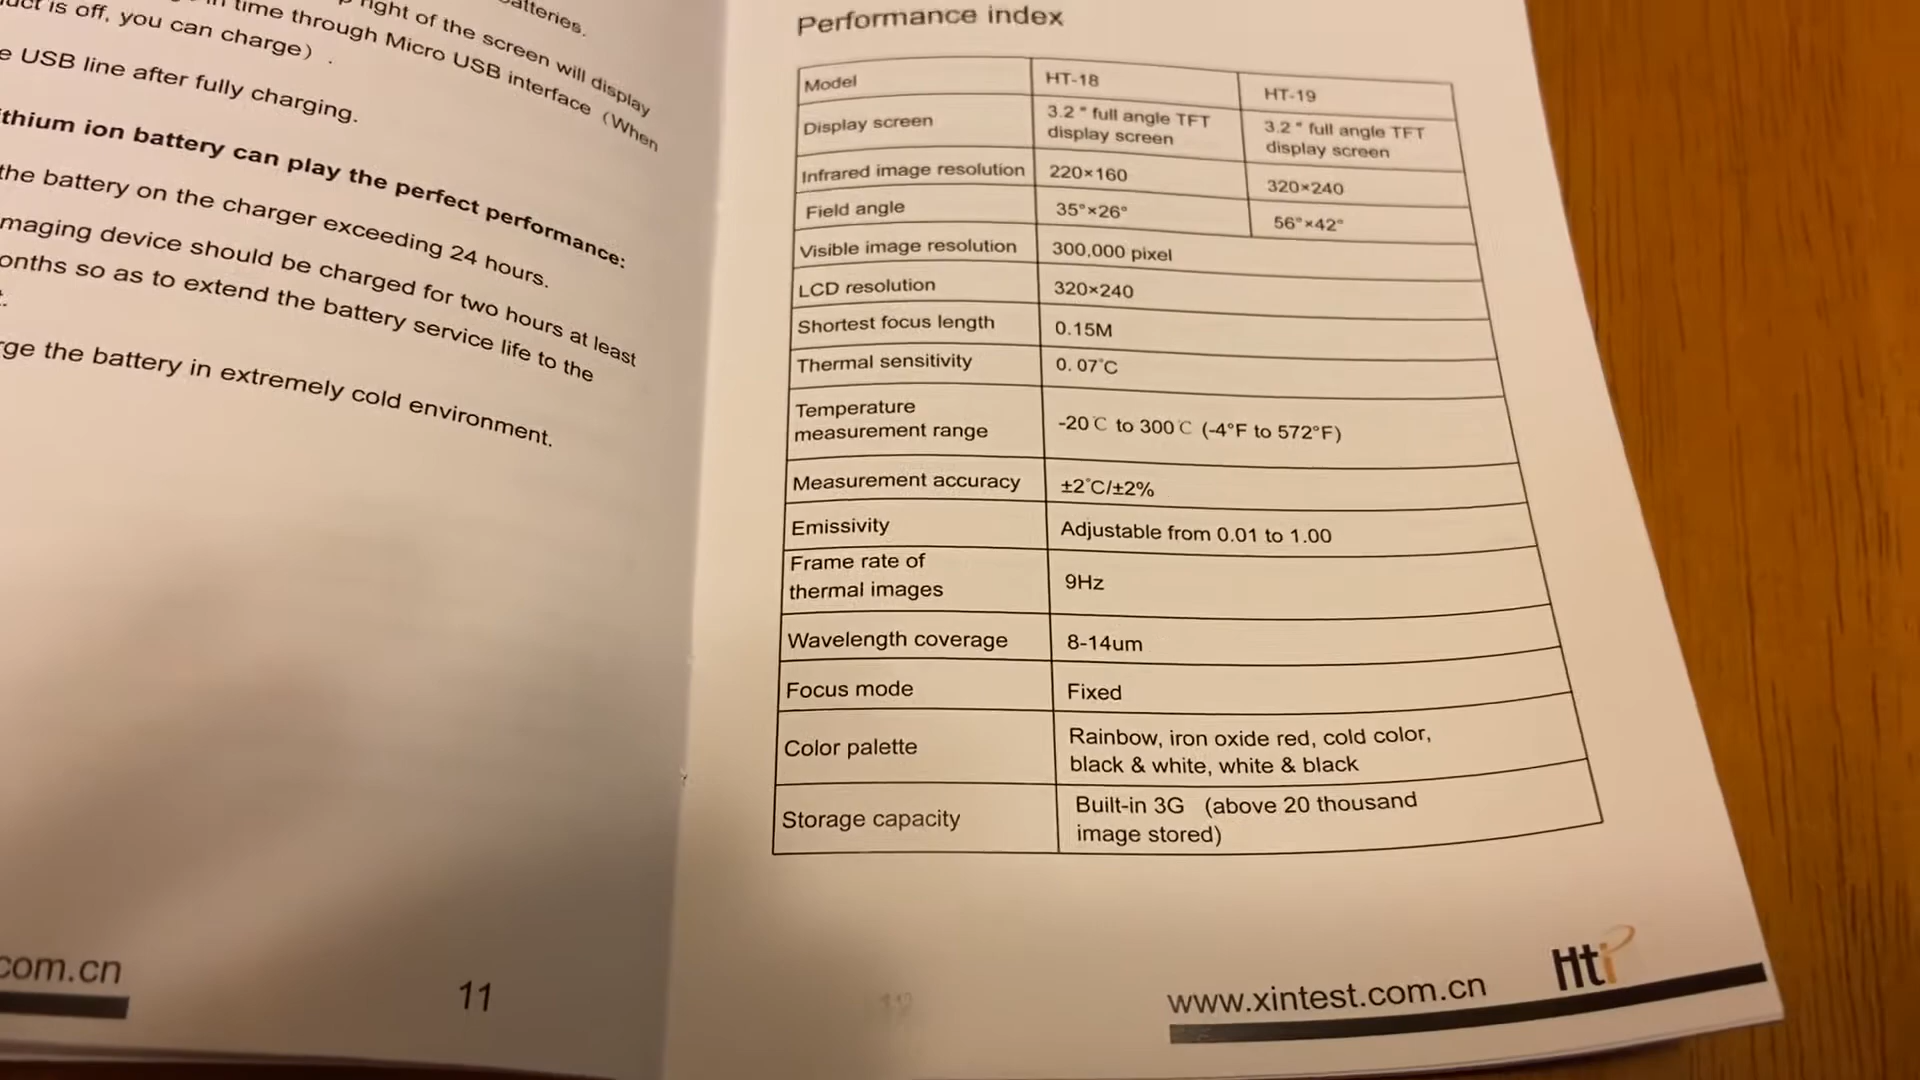 atteries.
right of the screen will display
in time through Micro USB interface（When
uct is off, you can charge）.
e USB line after fully charging.
ithium ion battery can play the perfect performance:
the battery on the charger exceeding 24 hours.
maging device should be charged for two hours at least
onths so as to extend the battery service life to the
t.
rge the battery in extremely cold environment.
com.cn
11
Performance index
Model HT-18 HT-19
Display screen 3.2 " full angle TFT display screen 3.2 " full angle TFT display screen
Infrared image resolution 220×160 320×240
Field angle 35°×26° 56°×42°
Visible image resolution 300,000 pixel
LCD resolution 320×240
Shortest focus length 0.15M
Thermal sensitivity 0. 07℃
Temperature
measurement range -20℃ to 300℃ (-4°F to 572°F)
Measurement accuracy ±2℃/±2%
Emissivity Adjustable from 0.01 to 1.00
Frame rate of
thermal images 9Hz
Wavelength coverage 8-14um
Focus mode Fixed
Color palette Rainbow, iron oxide red, cold color,
black & white, white & black
Storage capacity Built-in 3G (above 20 thousand
image stored)
12
www.xintest.com.cn
Hti